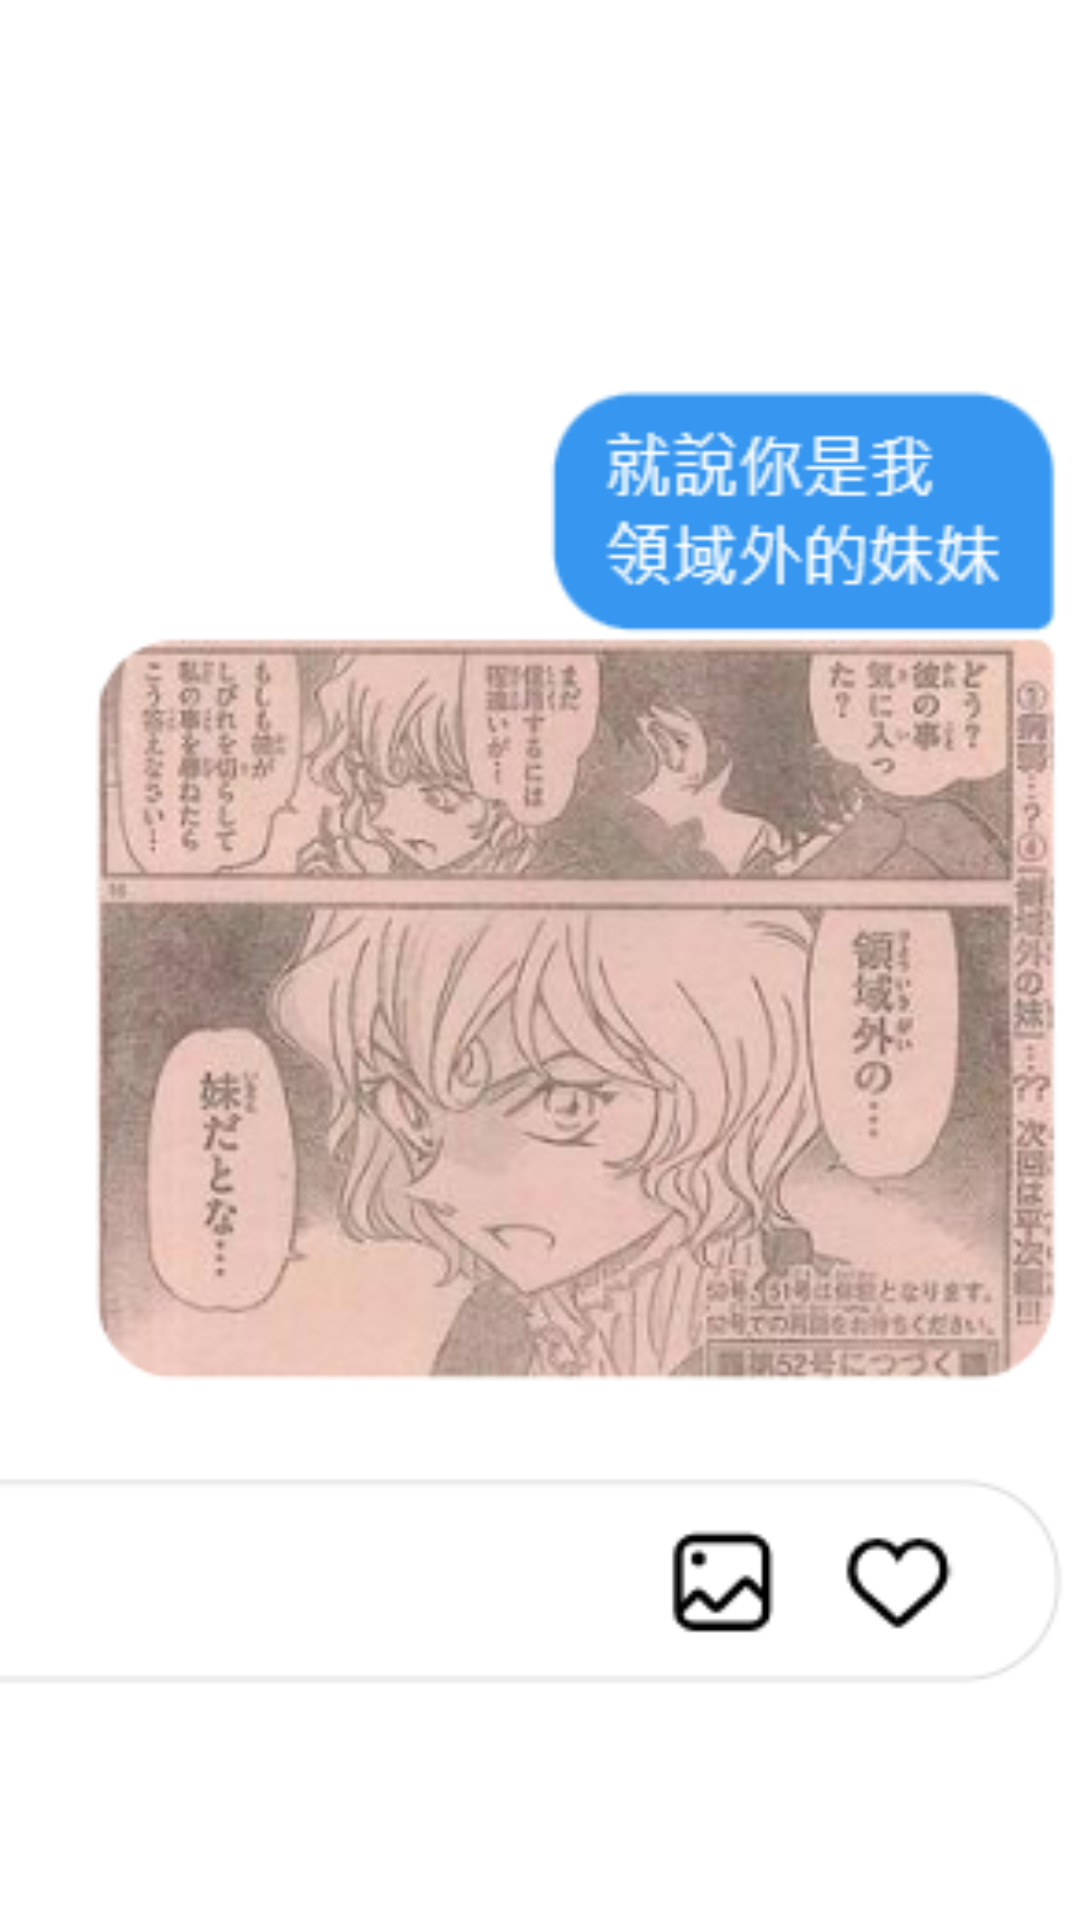 就說你是我
領域外的妹妹
どう?
彼の事
気に入っ
た?
まだ
信用するには
程遠いが…
もしも彼が
しびれを切らして
私の事を尋ねたら
こう答えなさい…
16
領域外の…
妹だとな…
④「領域外の妹」…?? 次回は平次編!!!
50号、51号は休載となります。
52号での再開をお待ちください。
第52号につづく